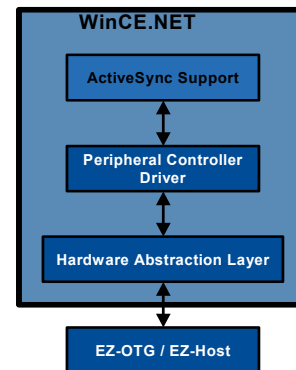 WinCE.NET
ActiveSync Support
Peripheral Controller
Driver
Hardware Abstraction Layer
EZ-OTG / EZ-Host